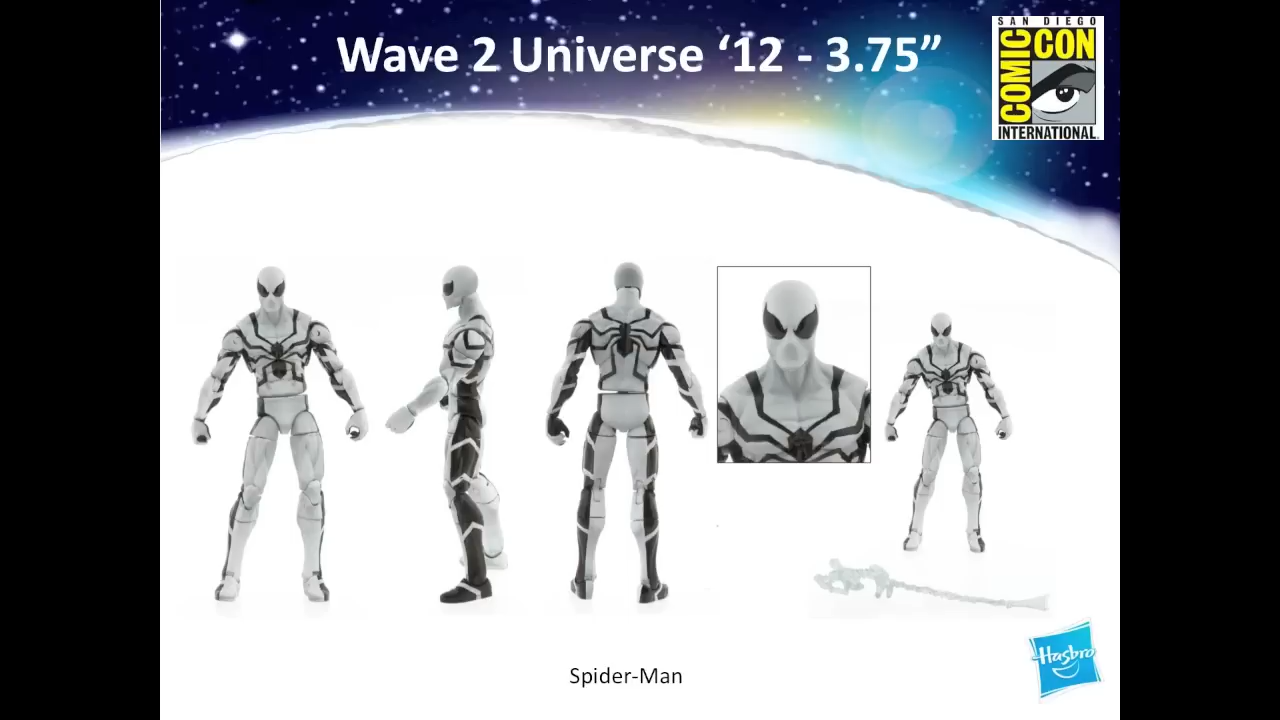 Wave 2 Universe ‘12 - 3.75”
SAN DIEGO
COMIC
CON
INTERNATIONAL
Spider-Man
Hasbro